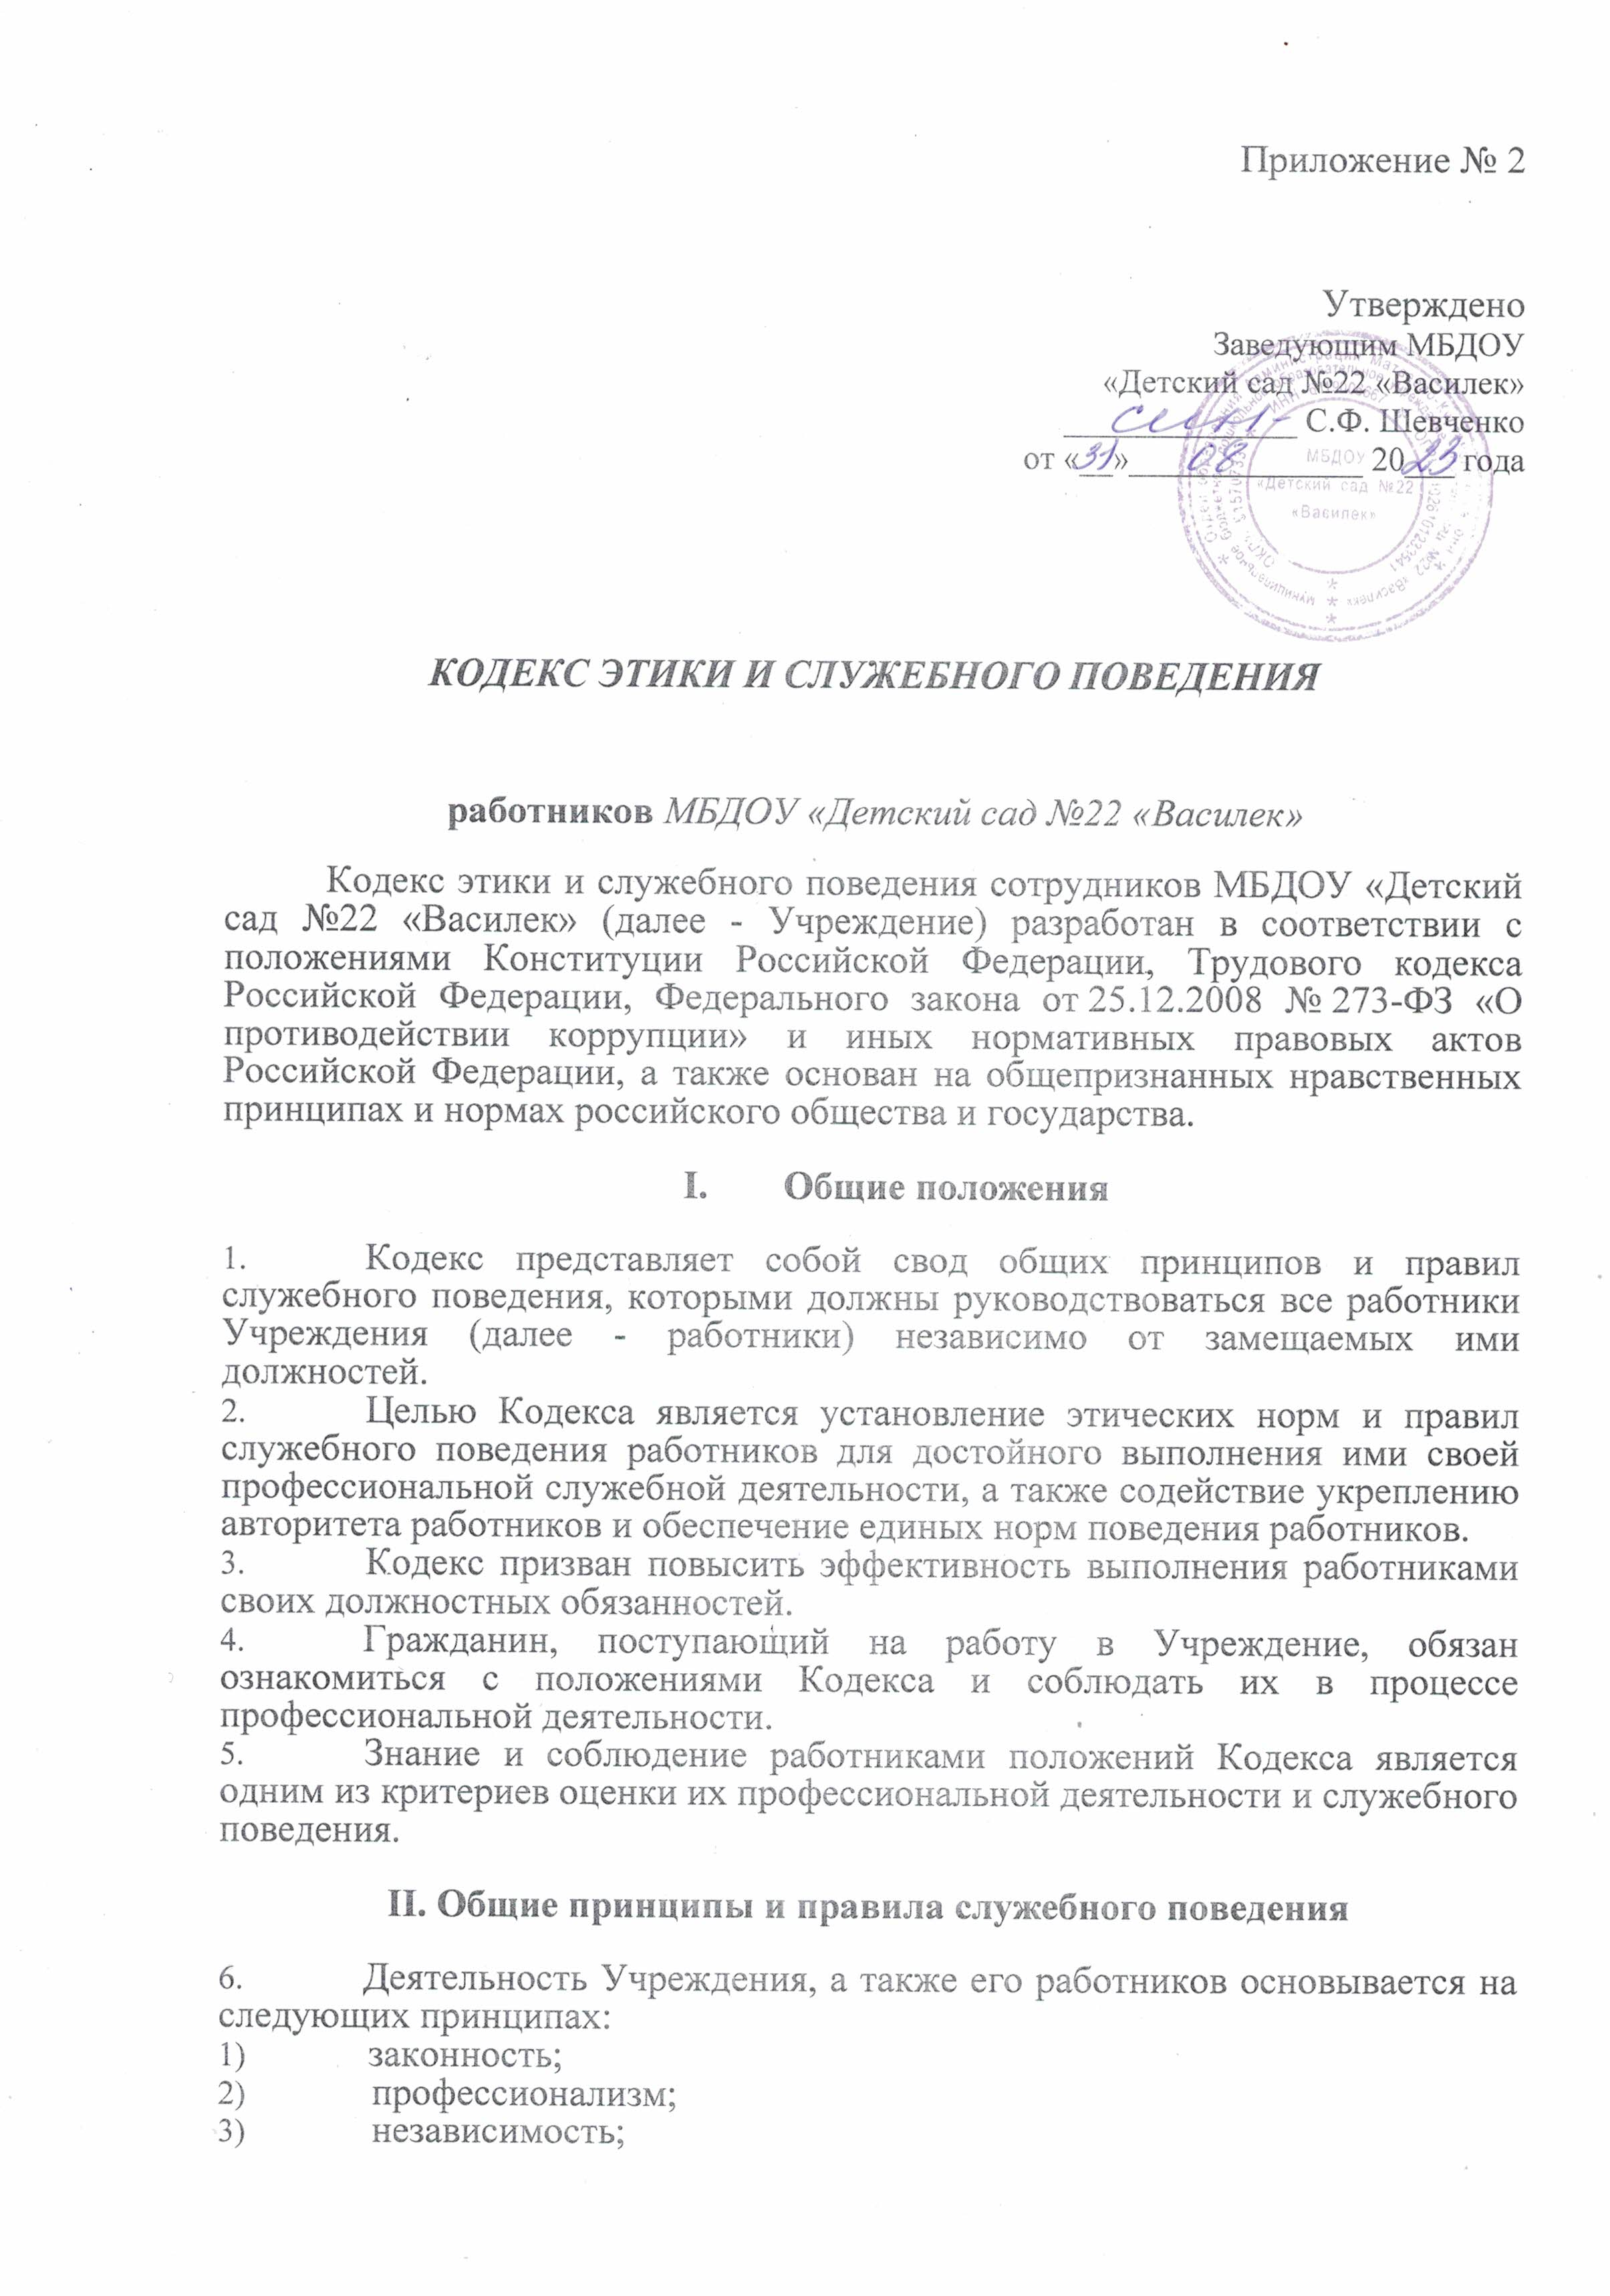 Приложение № 2
Утверждено
Заведующим МБДОУ
«Детский сад №22 «Василек»
С.Ф. Шевченко
от «31» 08 2023 года
МБДОУ
«Детский сад №22
«Василек»
КОДЕКС ЭТИКИ И СЛУЖЕБНОГО ПОВЕДЕНИЯ
работников МБДОУ «Детский сад №22 «Василек»
Кодекс этики и служебного поведения сотрудников МБДОУ «Детский
сад №22 «Василек» (далее - Учреждение) разработан в соответствии с
положениями Конституции Российской Федерации, Трудового кодекса
Российской Федерации, Федерального закона от 25.12.2008 № 273-ФЗ «О
противодействии коррупции» и иных нормативных правовых актов
Российской Федерации, а также основан на общепризнанных нравственных
принципах и нормах российского общества и государства.
I. Общие положения
1. Кодекс представляет собой свод общих принципов и правил
служебного поведения, которыми должны руководствоваться все работники
Учреждения (далее - работники) независимо от замещаемых ими
должностей.
2. Целью Кодекса является установление этических норм и правил
служебного поведения работников для достойного выполнения ими своей
профессиональной служебной деятельности, а также содействие укреплению
авторитета работников и обеспечение единых норм поведения работников.
3. Кодекс призван повысить эффективность выполнения работниками
своих должностных обязанностей.
4. Гражданин, поступающий на работу в Учреждение, обязан
ознакомиться с положениями Кодекса и соблюдать их в процессе
профессиональной деятельности.
5. Знание и соблюдение работниками положений Кодекса является
одним из критериев оценки их профессиональной деятельности и служебного
поведения.
II. Общие принципы и правила служебного поведения
6. Деятельность Учреждения, а также его работников основывается на
следующих принципах:
1) законность;
2) профессионализм;
3) независимость;